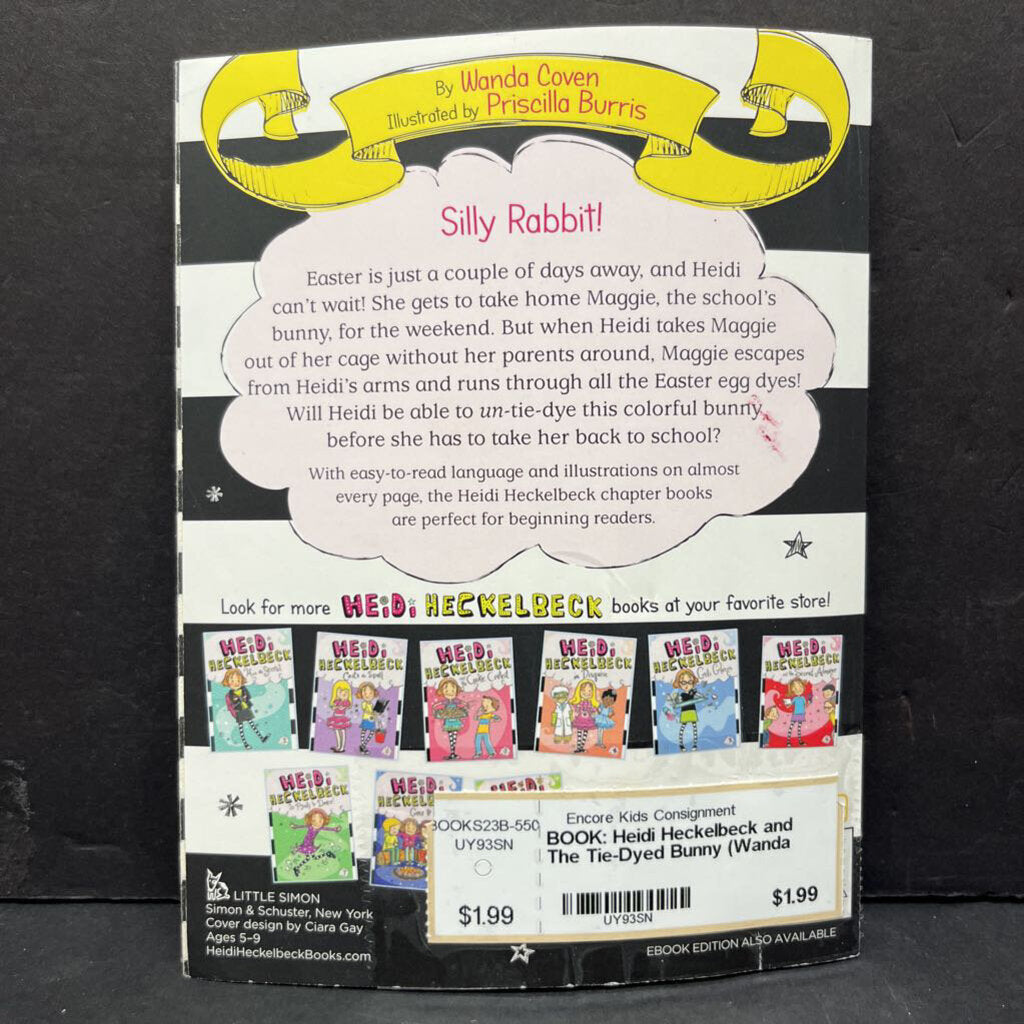 By Wanda Coven
Illustrated by Priscilla Burris
Silly Rabbit!
Easter is just a couple of days away, and Heidi
can't wait! She gets to take home Maggie, the school's
bunny, for the weekend. But when Heidi takes Maggie
out of her cage without her parents around, Maggie escapes
from Heidi's arms and runs through all the Easter egg dyes!
Will Heidi be able to un-tie-dye this colorful bunny
before she has to take her back to school?
With easy-to-read language and illustrations on almost
every page, the Heidi Heckelbeck chapter books
are perfect for beginning readers.
Look for more HEIDI HECKELBECK books at your favorite store!
HEIDI HECKELBECK
HEIDI HECKELBECK Casts a Spell
HEIDI HECKELBECK
HEIDI HECKELBECK in Disguise
HEIDI HECKELBECK
HEIDI HECKELBECK
HEIDI HECKELBECK
HEIDI
HEIDI
BOOKS23B-550
UY93SN
$1.99
Encore Kids Consignment
BOOK: Heidi Heckelbeck and
The Tie-Dyed Bunny (Wanda
UY93SN
$1.99
LITTLE SIMON
Simon & Schuster, New York
Cover design by Ciara Gay
Ages 5–9
HeidiHeckelbeckBooks.com
EBOOK EDITION ALSO AVAILABLE